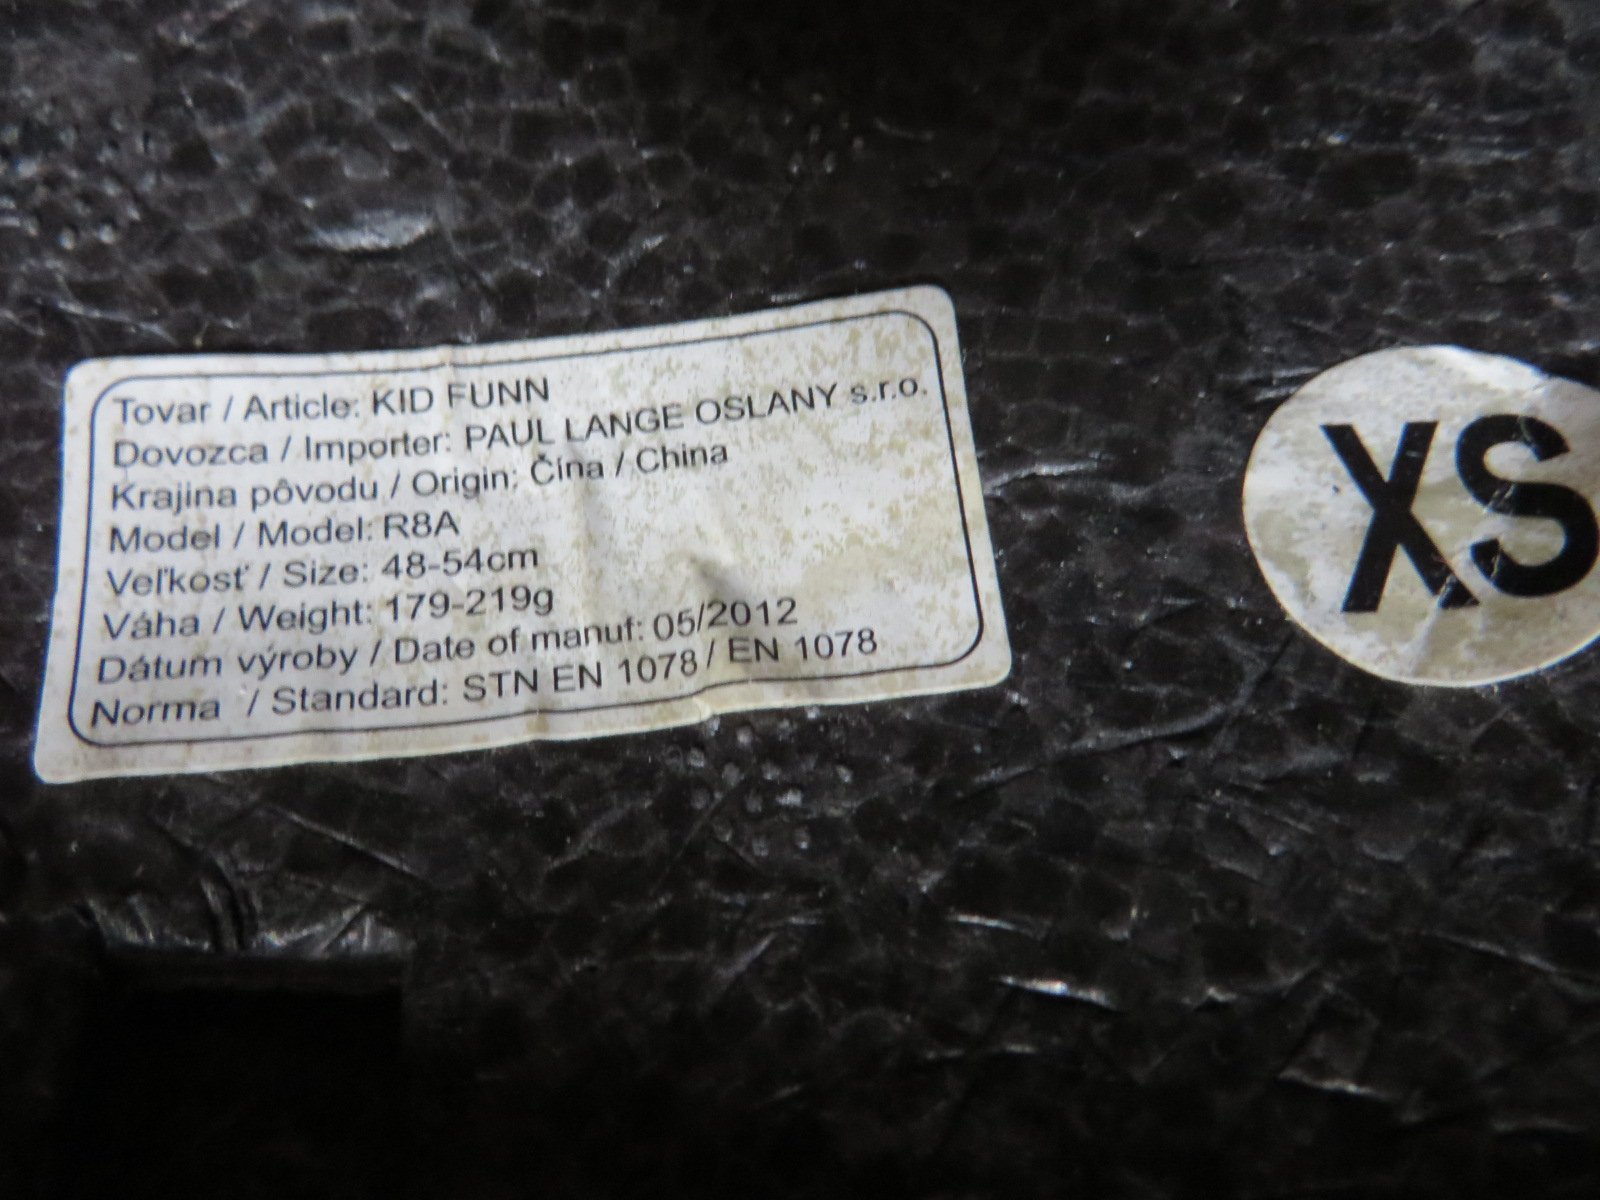 Tovar / Article: KID FUNN
Dovozca / Importer: PAUL LANGE OSLANY s.r.o.
Krajina pôvodu / Origin: Čína / China
Model / Model: R8A
Veľkosť / Size: 48-54cm
Váha / Weight: 179-219g
Dátum výroby / Date of manuf: 05/2012
Norma / Standard: STN EN 1078 / EN 1078
XS